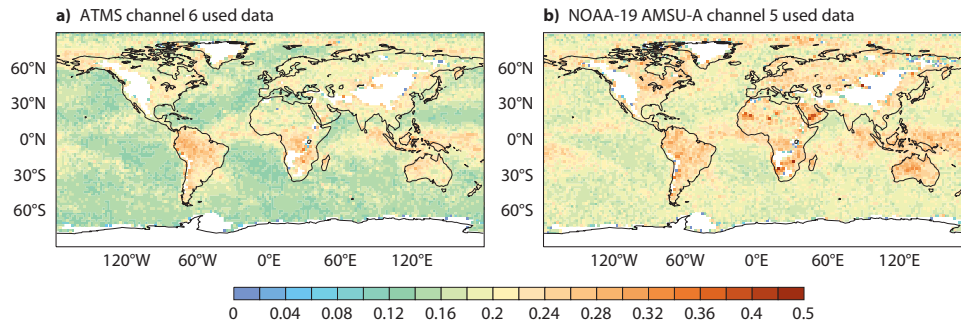 a) ATMS channel 6 used data
b) NOAA-19 AMSU-A channel 5 used data
60°N
30°N
0°N
30°S
60°S
60°N
30°N
0°N
30°S
60°S
120°W 60°W 0°E 60°E 120°E
120°W 60°W 0°E 60°E 120°E
0 0.04 0.08 0.12 0.16 0.2 0.24 0.28 0.32 0.36 0.4 0.5